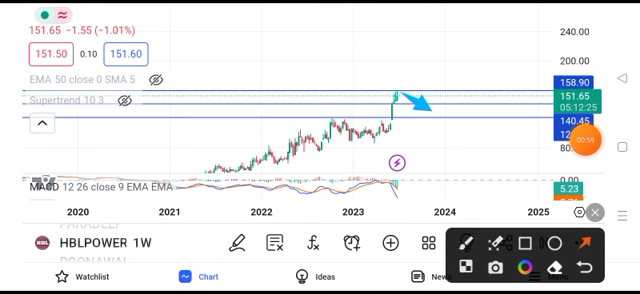 151.65 −1.55 (−1.01%)
151.50 0.10 151.60
EMA 50 close 0 SMA 5
Supertrend 10 3
240.00
200.00
158.90
151.65
05:12:25
140.45
00:59
0.00
MACD 12 26 close 9 EMA EMA
5.23
2020 2021 2022 2023 2024 2025
HBL HBLPOWER 1W
Watchlist Chart Ideas News